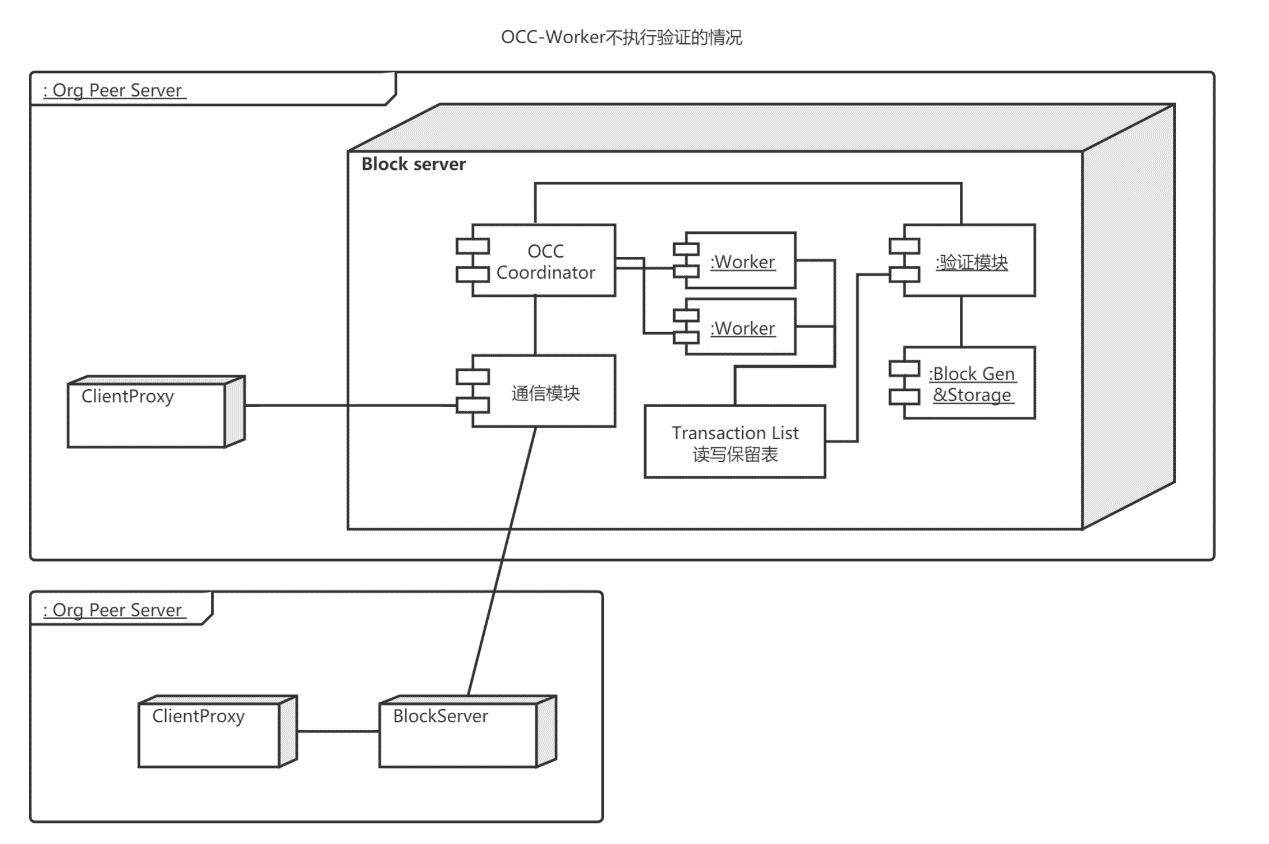 OCC-Worker不执行验证的情况
: Org Peer Server
Block server
OCC
Coordinator
:Worker
:Worker
:验证模块
:Block Gen
&Storage
ClientProxy
通信模块
Transaction List
读写保留表
: Org Peer Server
ClientProxy
BlockServer